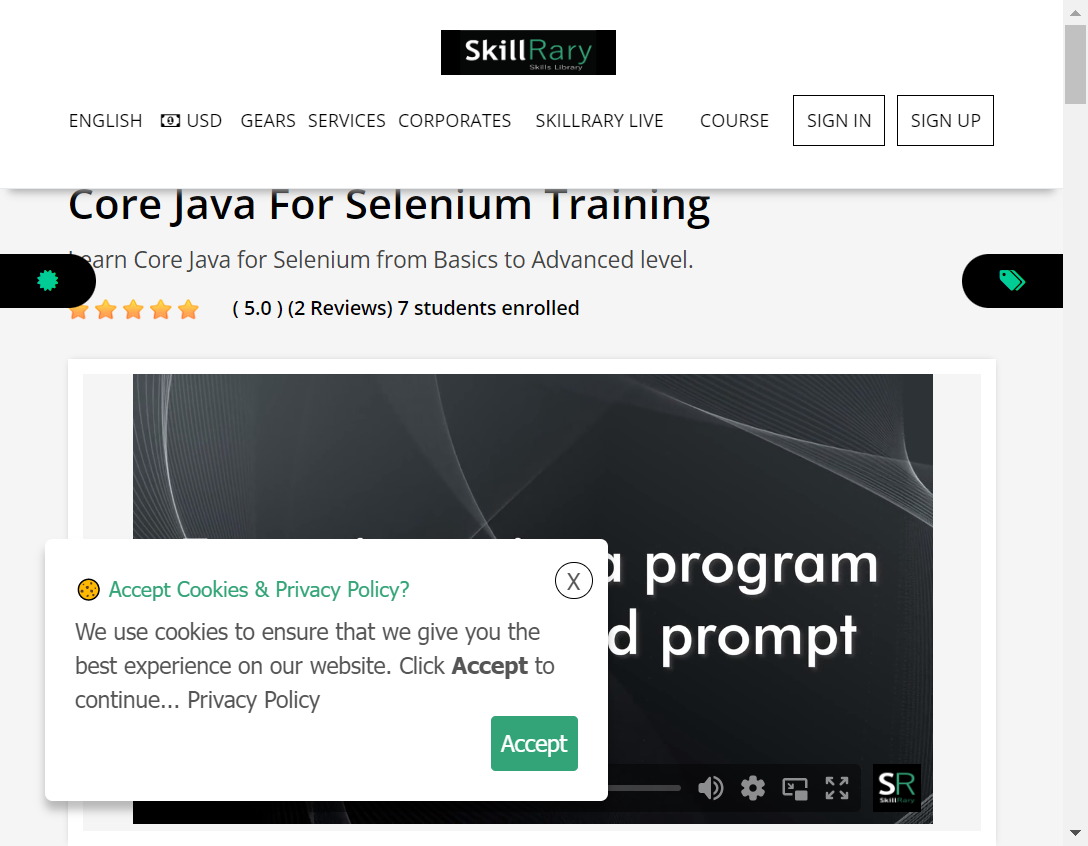 SkillRary
Skills Library
ENGLISH USD GEARS SERVICES CORPORATES SKILLRARY LIVE COURSE SIGN IN SIGN UP
Core Java For Selenium Training
Learn Core Java for Selenium from Basics to Advanced level.
( 5.0 ) (2 Reviews) 7 students enrolled
a program
d prompt
Accept Cookies & Privacy Policy?
X
We use cookies to ensure that we give you the
best experience on our website. Click Accept to
continue... Privacy Policy
Accept
SR
SkillRary